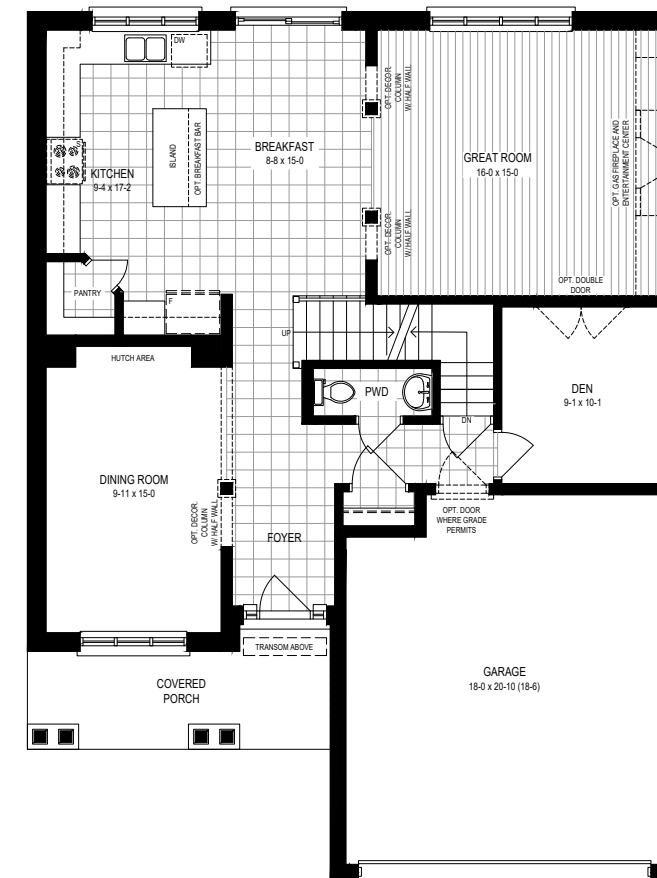 DW
OPT. DECOR.
COLUMN
W/ HALF WALL
S
ISLAND
OPT. BREAKFAST BAR
BREAKFAST
8-8 x 15-0
KITCHEN
9-4 x 17-2
GREAT ROOM
16-0 x 15-0
OPT. GAS FIREPLACE AND
ENTERTAINMENT CENTER
OPT. DECOR.
COLUMN
W/ HALF WALL
PANTRY
F
OPT. DOUBLE
DOOR
UP
HUTCH AREA
PWD
DEN
9-1 x 10-1
DN
DINING ROOM
9-11 x 15-0
OPT. DECOR.
COLUMN
W/ HALF WALL
FOYER
OPT. DOOR
WHERE GRADE
PERMITS
TRANSOM ABOVE
COVERED
PORCH
GARAGE
18-0 x 20-10 (18-6)